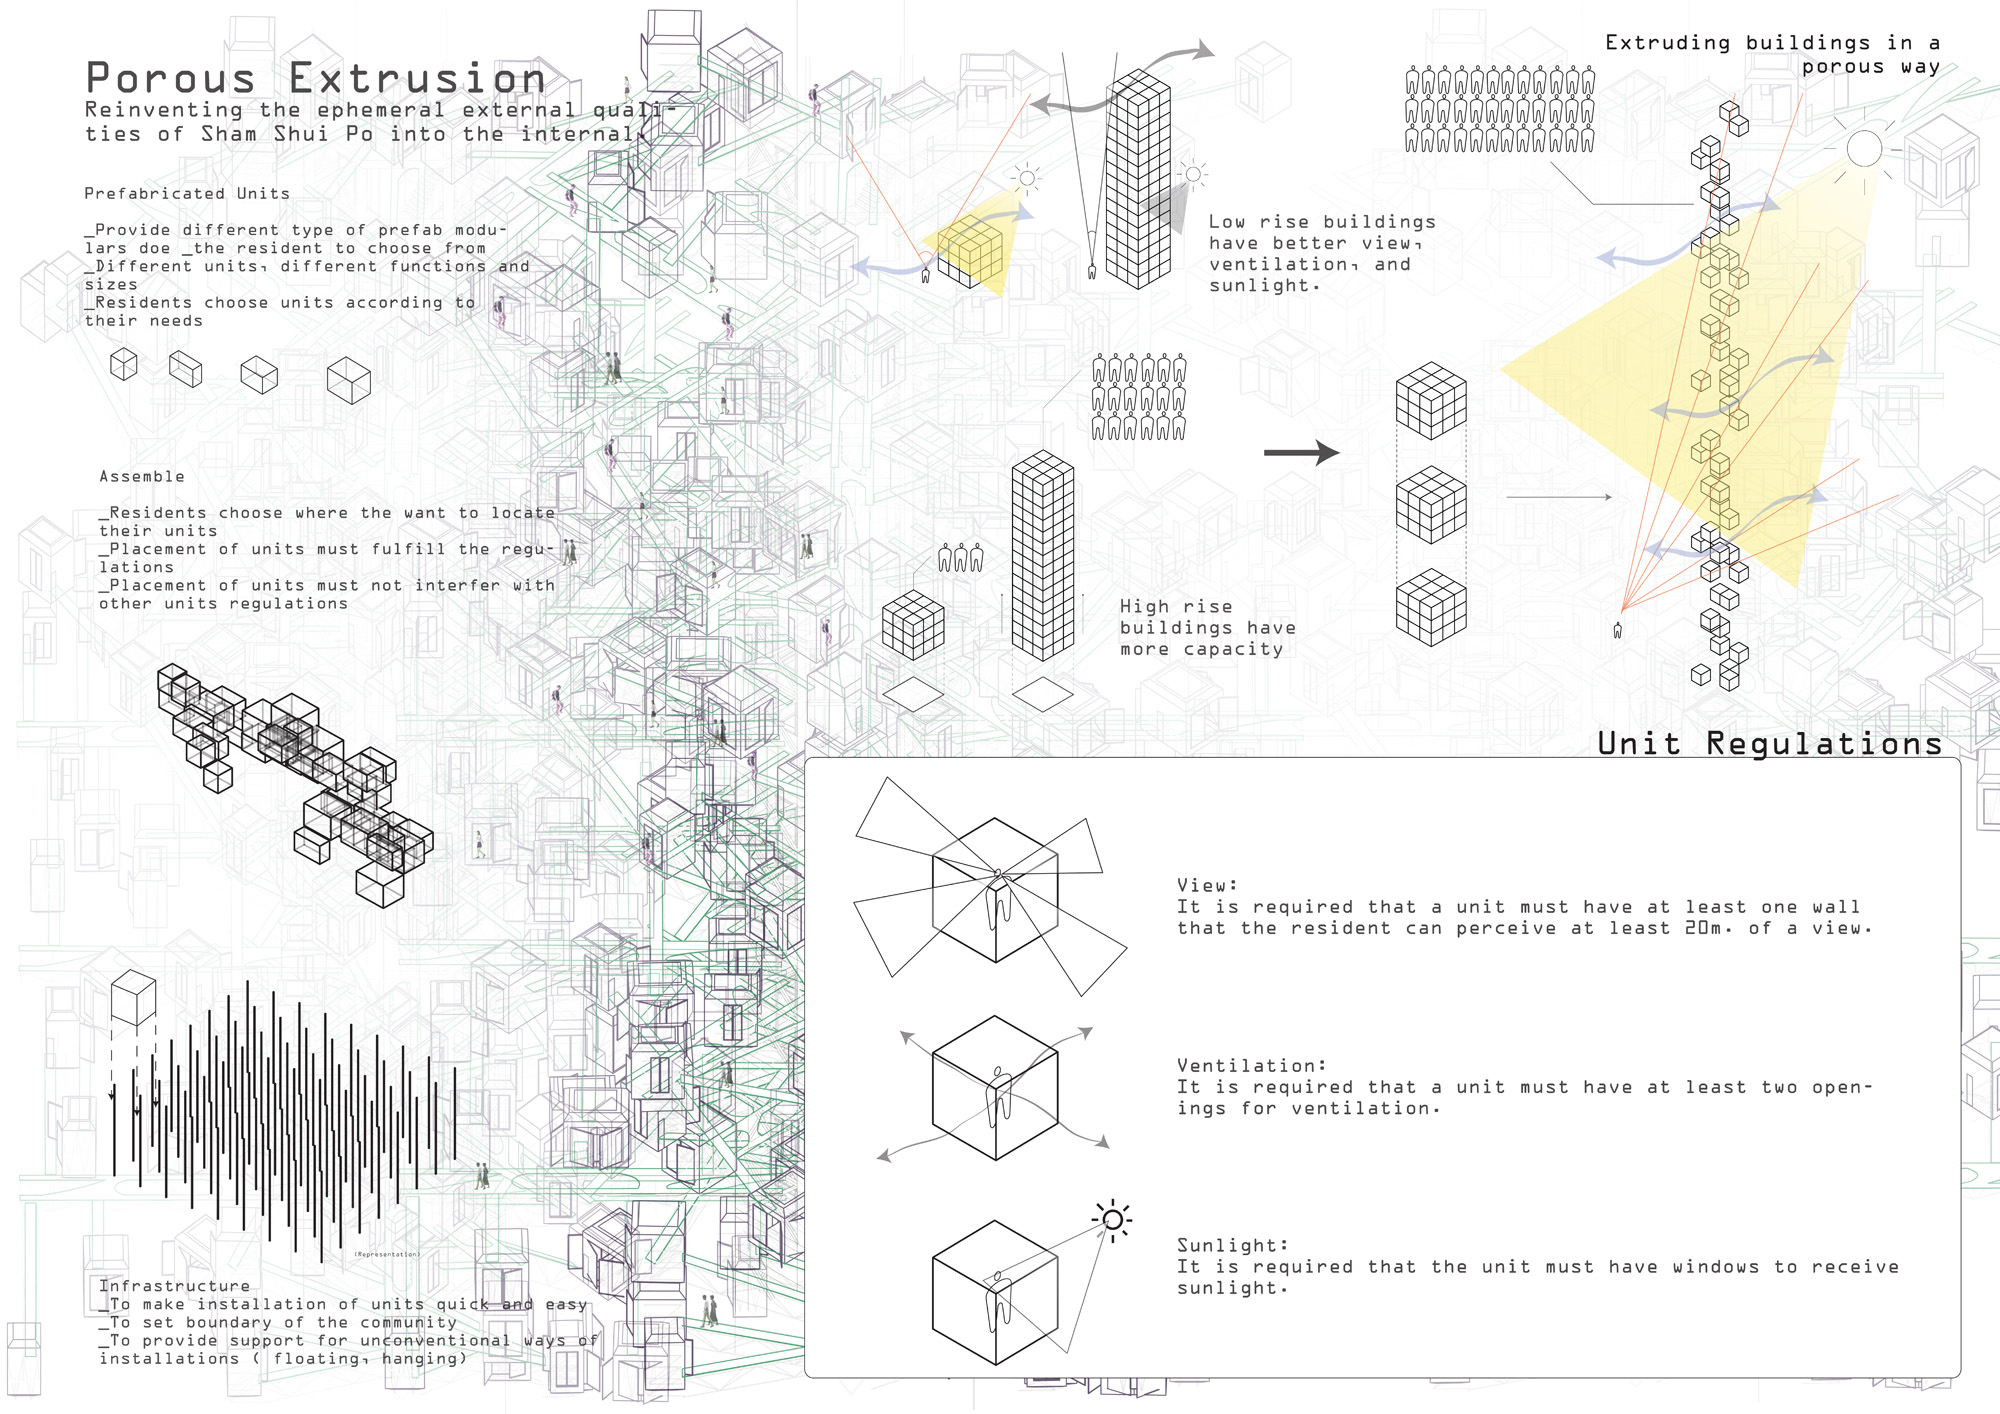 Porous Extrusion
Reinventing the ephemeral external quali-
ties of Sham Shui Po into the internal.
Prefabricated Units
_Provide different type of prefab modu-
lars doe _the resident to choose from
_Different units, different functions and
sizes
_Residents choose units according to
their needs
Assemble
_Residents choose where the want to locate
their units
_Placement of units must fulfill the regu-
lations
_Placement of units must not interfer with
other units regulations
(Representation)
Infrastructure
_To make installation of units quick and easy
_To set boundary of the community
_To provide support for unconventional ways of
installations ( floating, hanging)
Low rise buildings
have better view,
ventilation, and
sunlight.
High rise
buildings have
more capacity
Extruding buildings in a
porous way
Unit Regulations
View:
It is required that a unit must have at least one wall
that the resident can perceive at least 20m. of a view.
Ventilation:
It is required that a unit must have at least two open-
ings for ventilation.
Sunlight:
It is required that the unit must have windows to receive
sunlight.